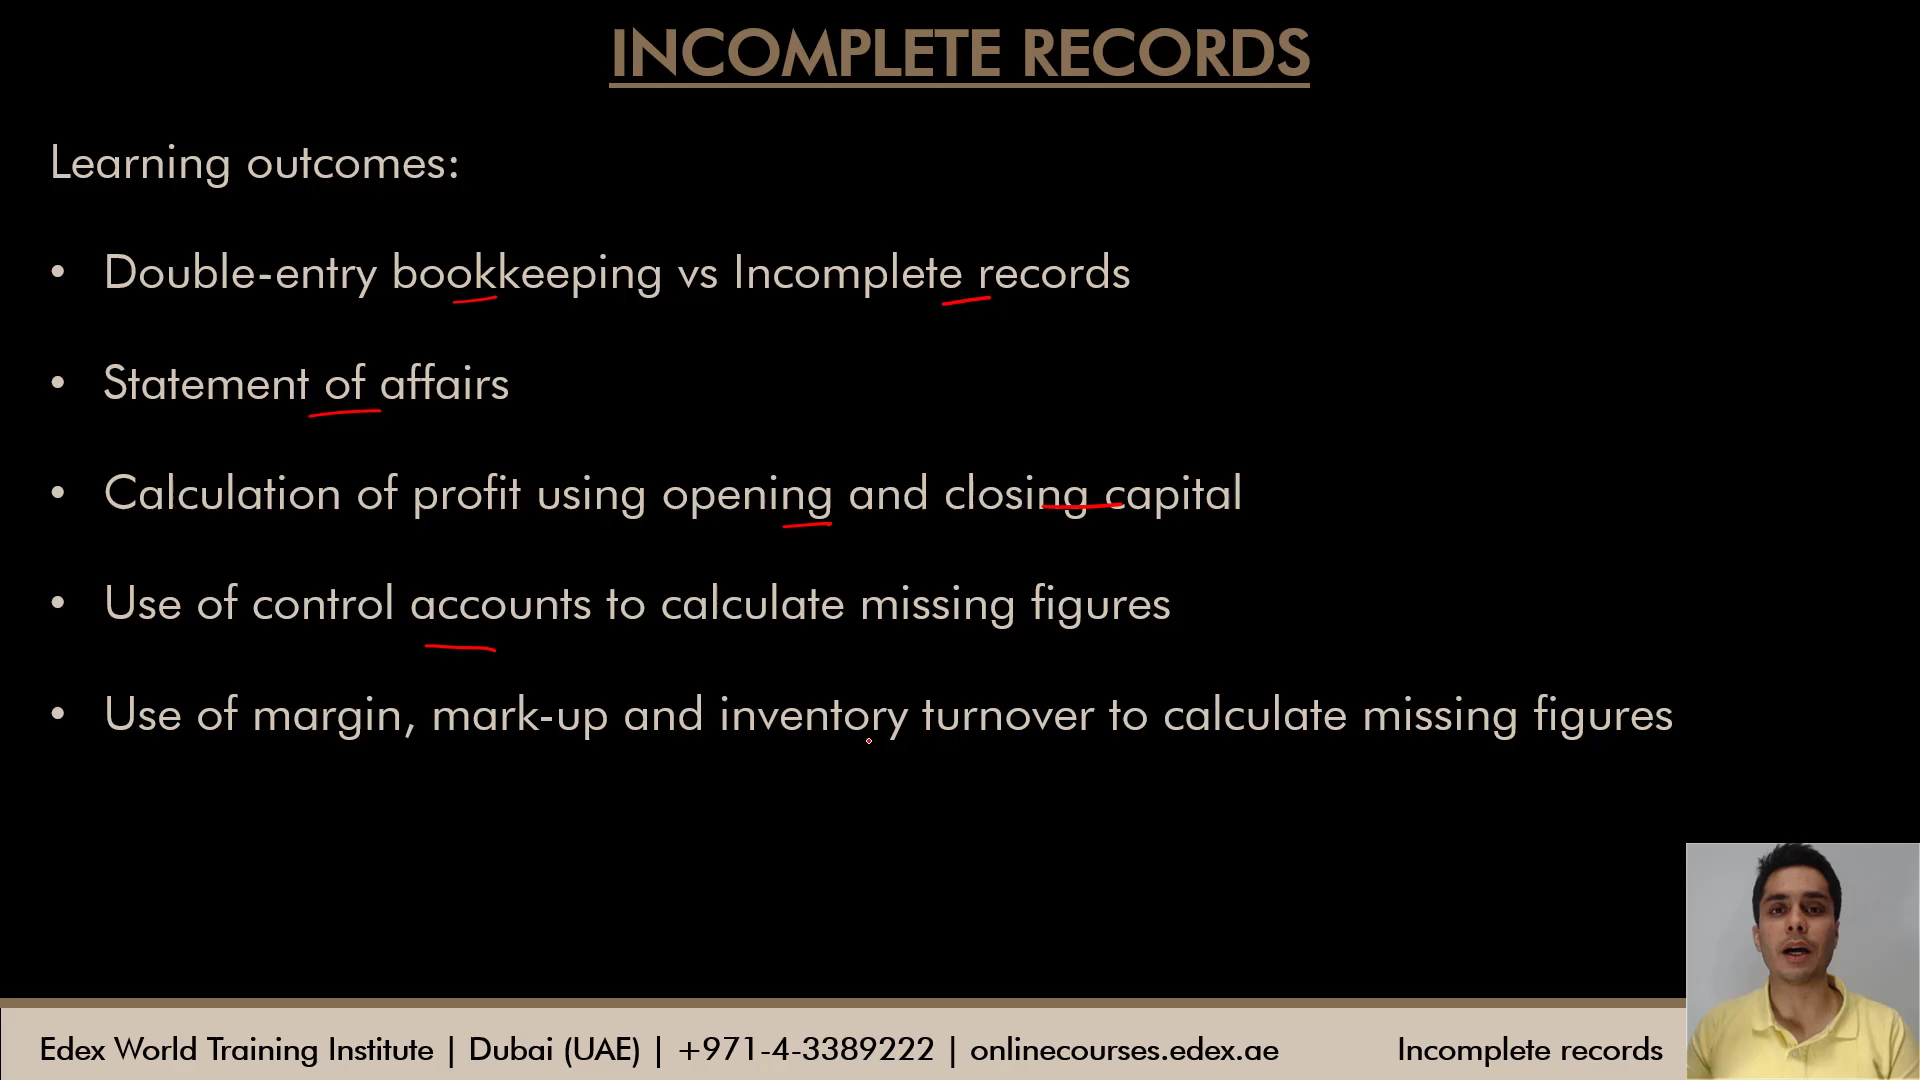 INCOMPLETE RECORDS
Learning outcomes:
• Double-entry bookkeeping vs Incomplete records
• Statement of affairs
• Calculation of profit using opening and closing capital
• Use of control accounts to calculate missing figures
• Use of margin, mark-up and inventory turnover to calculate missing figures
Edex World Training Institute | Dubai (UAE) | +971-4-3389222 | onlinecourses.edex.ae Incomplete records